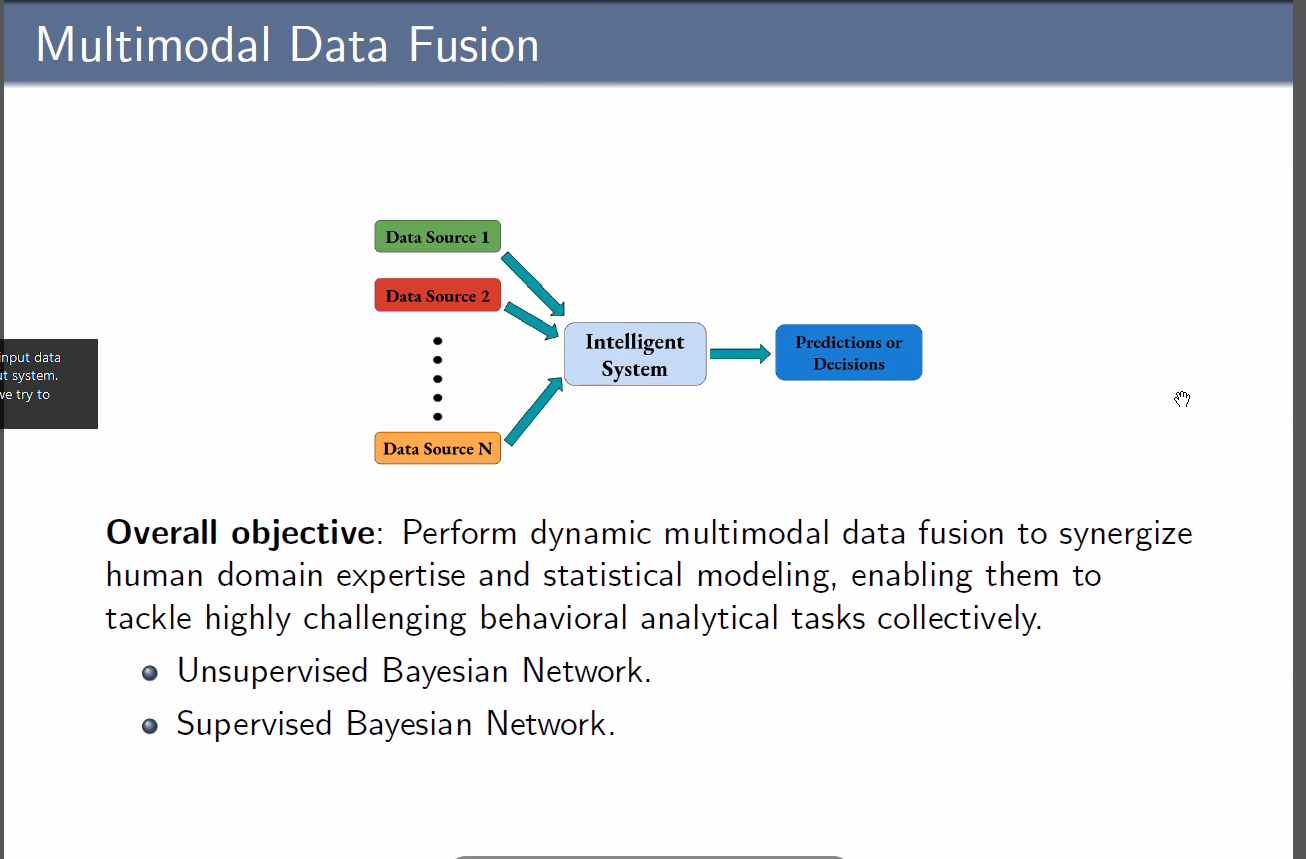 Multimodal Data Fusion
Data Source 1
Data Source 2
Data Source N
Intelligent
System
Predictions or
Decisions
input data
system.
we try to
Overall objective: Perform dynamic multimodal data fusion to synergize
human domain expertise and statistical modeling, enabling them to
tackle highly challenging behavioral analytical tasks collectively.
Unsupervised Bayesian Network.
Supervised Bayesian Network.